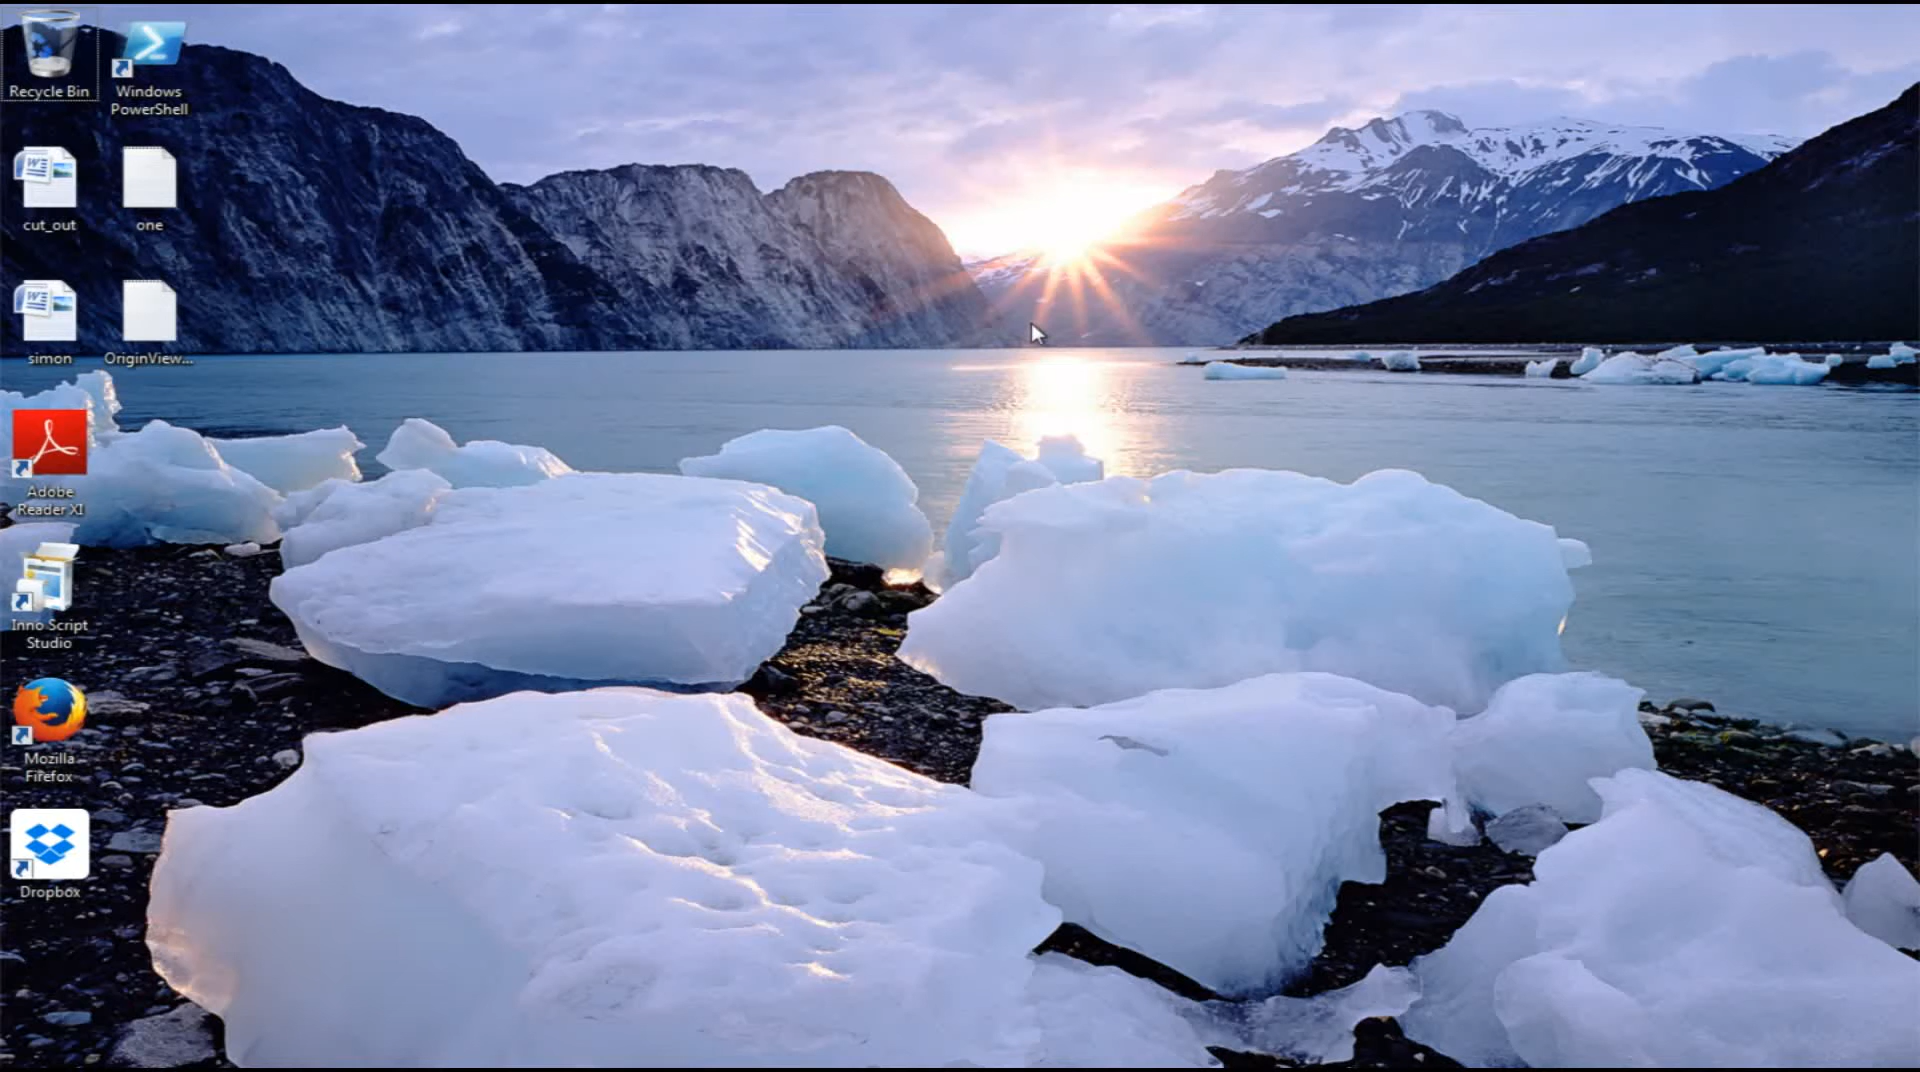 Recycle Bin
Windows
PowerShell
cut_out
one
simon
OriginView...
Adobe
Reader XI
Inno Script
Studio
Mozilla
Firefox
Dropbox